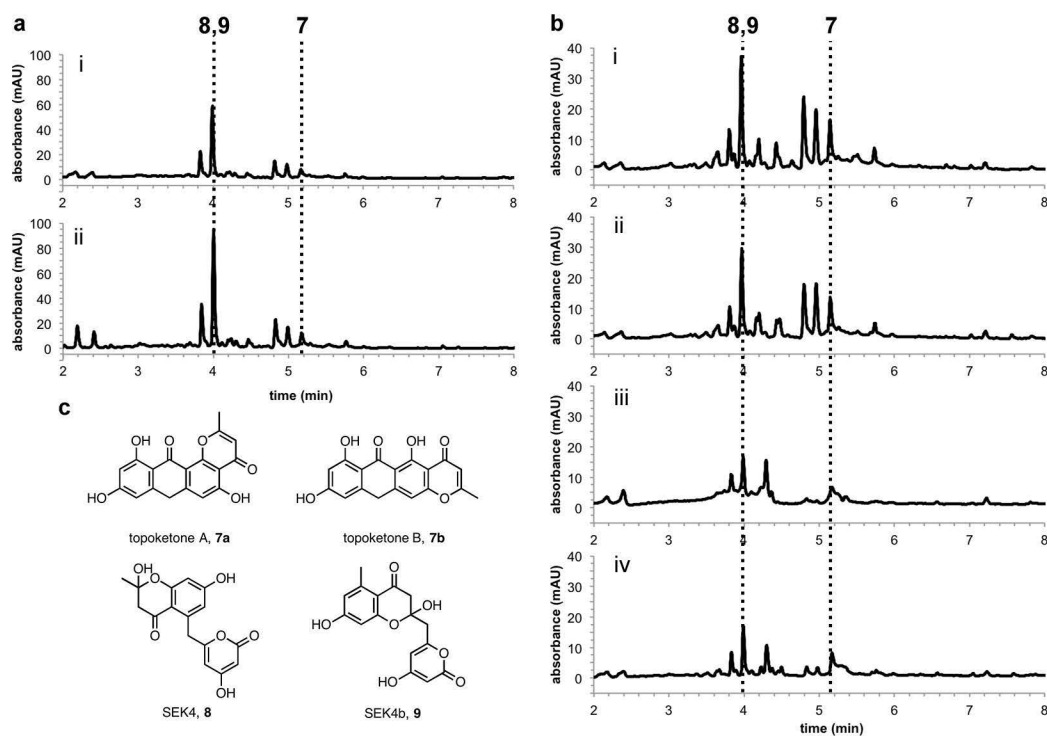 a
8,9
7
i
absorbance (mAU)
100
80
60
40
20
0
2 3 4 5 6 7 8
ii
absorbance (mAU)
100
80
60
40
20
0
2 3 4 5 6 7 8
time (min)
c
OH O O
HO OH O
topoketone A, 7a
OH O OH O
HO O
topoketone B, 7b
OH O OH
O O O
OH
SEK4, 8
O OH
HO O O
HO O
SEK4b, 9
b
8,9
7
i
absorbance (mAU)
40
30
20
10
0
2 3 4 5 6 7 8
ii
absorbance (mAU)
40
30
20
10
0
2 3 4 5 6 7 8
iii
absorbance (mAU)
40
30
20
10
0
2 3 4 5 6 7 8
iv
absorbance (mAU)
40
30
20
10
0
2 3 4 5 6 7 8
time (min)